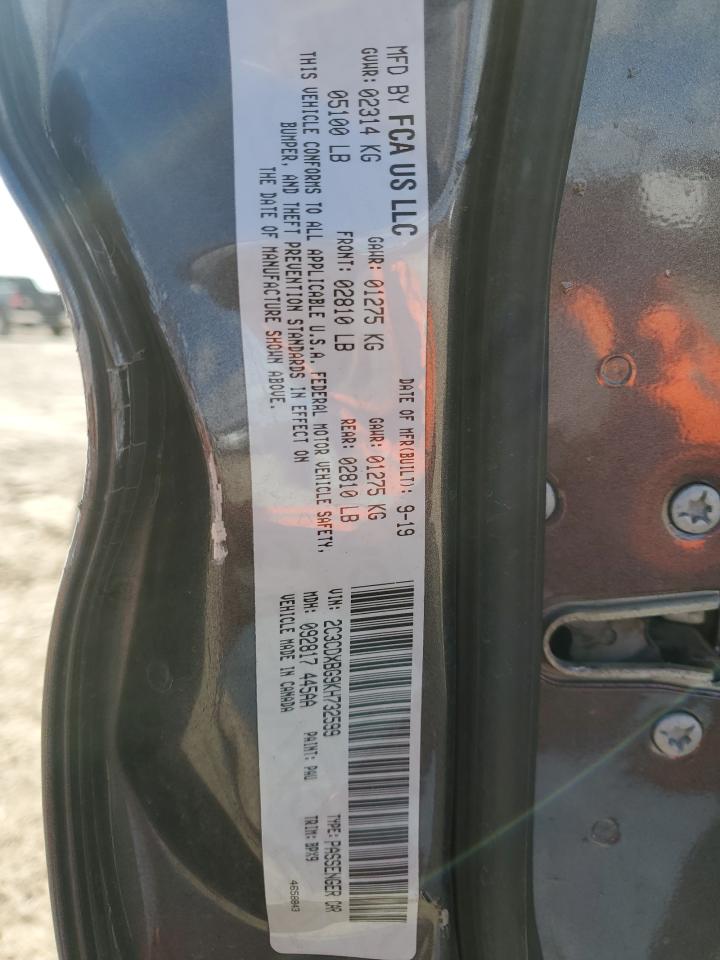 MFD BY FCA US LLC
DATE OF MFR(BUILT): 9-19
GVWR: 02314 KG GAWR: 01275 KG GAWR: 01275 KG
05100 LB FRONT: 02810 LB REAR: 02810 LB
THIS VEHICLE CONFORMS TO ALL APPLICABLE U.S.A. FEDERAL MOTOR VEHICLE SAFETY,
BUMPER, AND THEFT PREVENTION STANDARDS IN EFFECT ON
THE DATE OF MANUFACTURE SHOWN ABOVE.
VIN: 2C3CDXBG9KH732599 TYPE: PASSENGER CAR
MDH: 092817 445AA PAINT: PAU TRIM: BPX9
VEHICLE MADE IN CANADA